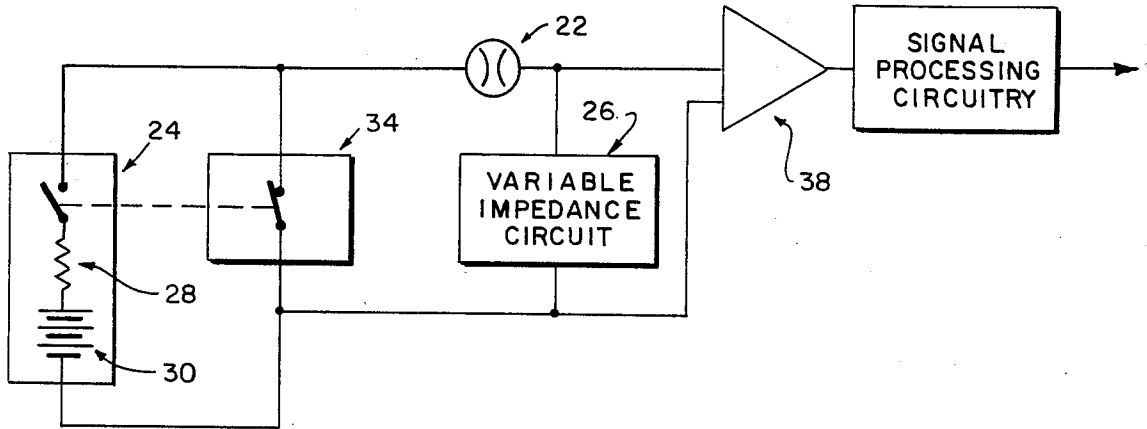 22
SIGNAL
PROCESSING
CIRCUITRY
24
34
26
38
VARIABLE
IMPEDANCE
CIRCUIT
28
30